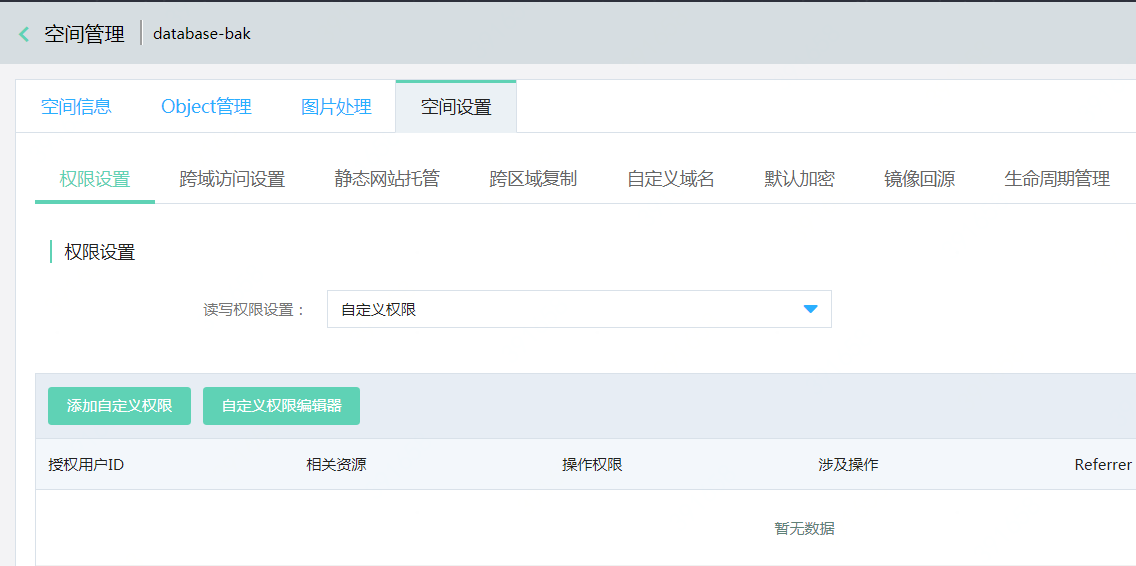 空间管理 database-bak
空间信息 Object管理 图片处理 空间设置
权限设置 跨域访问设置 静态网站托管 跨区域复制 自定义域名 默认加密 镜像回源 生命周期管理
权限设置
读写权限设置： 自定义权限
添加自定义权限 自定义权限编辑器
授权用户ID 相关资源 操作权限 涉及操作 Referrer
暂无数据